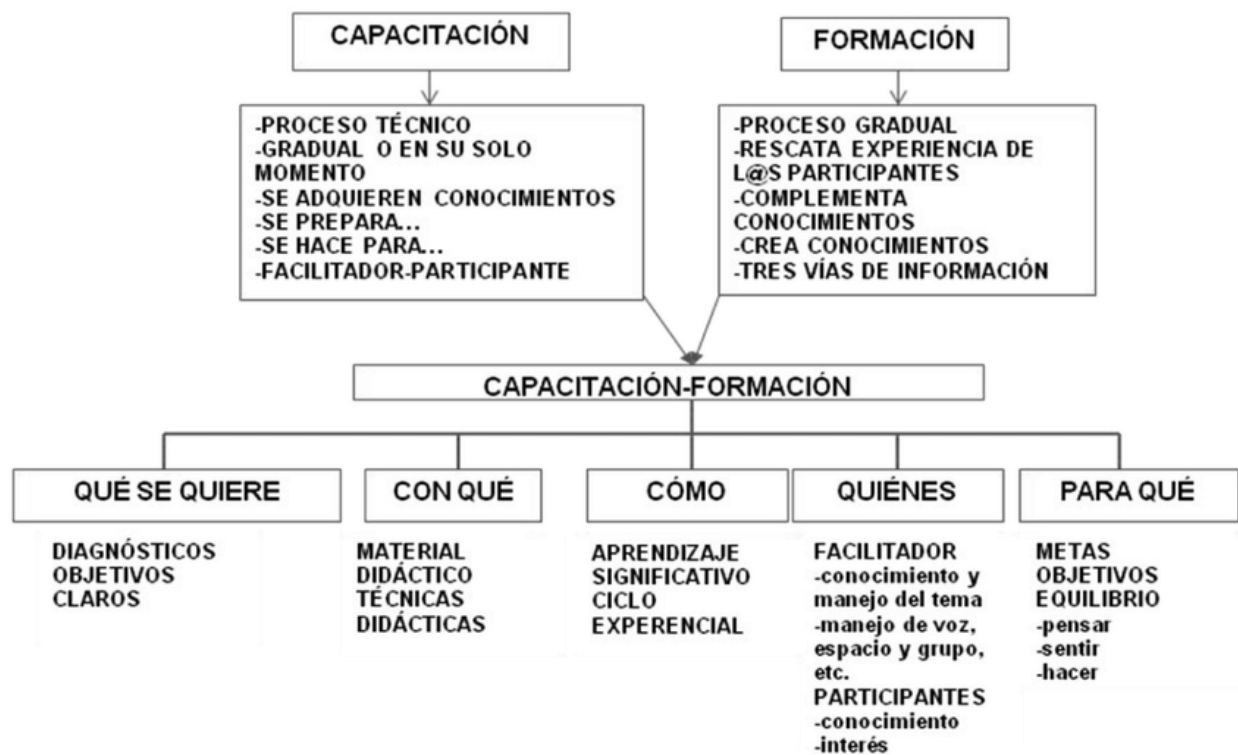 CAPACITACIÓN
FORMACIÓN
-PROCESO TÉCNICO
-GRADUAL O EN SU SOLO
MOMENTO
-SE ADQUIEREN CONOCIMIENTOS
-SE PREPARA...
-SE HACE PARA...
-FACILITADOR-PARTICIPANTE
-PROCESO GRADUAL
-RESCATA EXPERIENCIA DE
L@S PARTICIPANTES
-COMPLEMENTA
CONOCIMIENTOS
-CREA CONOCIMIENTOS
-TRES VÍAS DE INFORMACIÓN
CAPACITACIÓN-FORMACIÓN
QUÉ SE QUIERE
DIAGNÓSTICOS
OBJETIVOS
CLAROS
CON QUÉ
MATERIAL
DIDÁCTICO
TÉCNICAS
DIDÁCTICAS
CÓMO
APRENDIZAJE
SIGNIFICATIVO
CICLO
EXPERENCIAL
QUIÉNES
FACILITADOR
-conocimiento y
manejo del tema
-manejo de voz,
espacio y grupo,
etc.
PARTICIPANTES
-conocimiento
-interés
PARA QUÉ
METAS
OBJETIVOS
EQUILIBRIO
-pensar
-sentir
-hacer